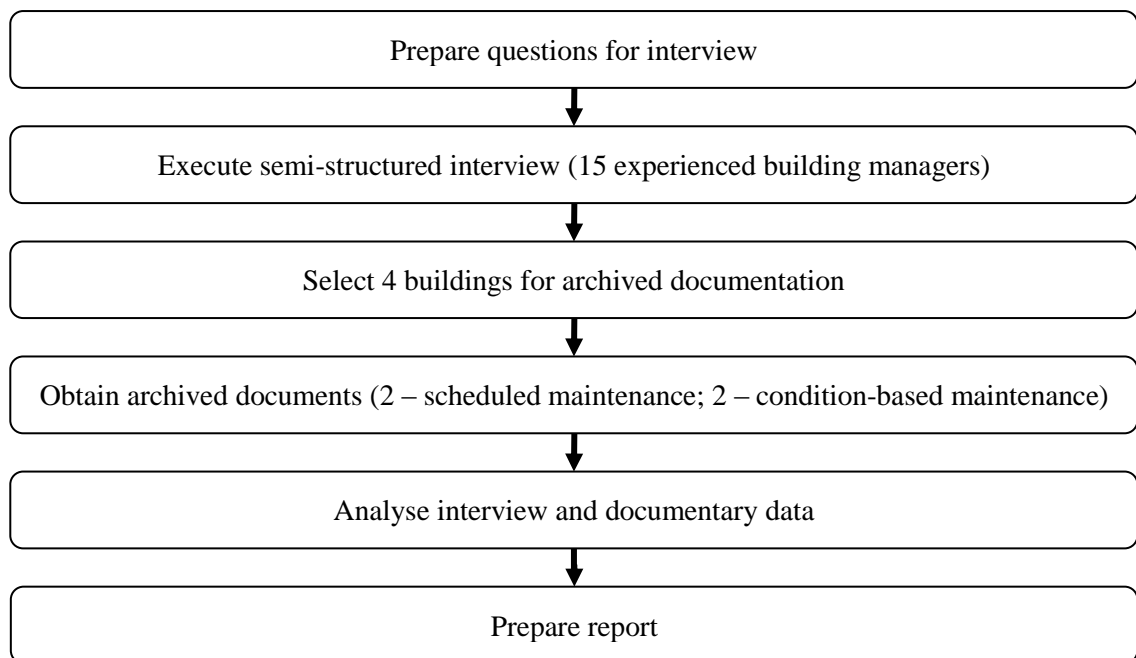 Prepare questions for interview
Execute semi-structured interview (15 experienced building managers)
Select 4 buildings for archived documentation
Obtain archived documents (2 – scheduled maintenance; 2 – condition-based maintenance)
Analyse interview and documentary data
Prepare report